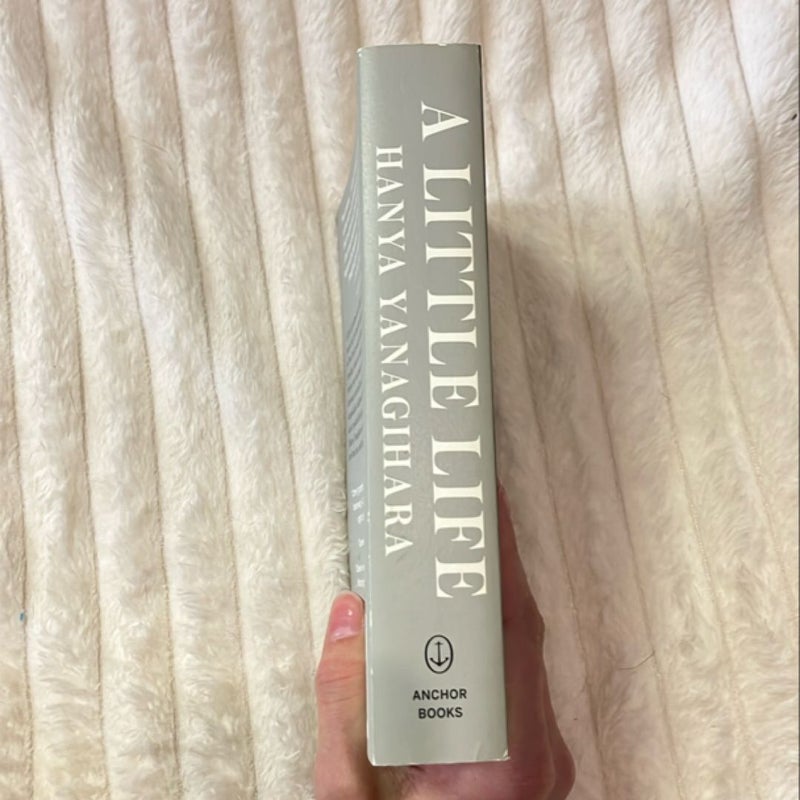 A LITTLE LIFE
HANYA YANAGIHARA
ANCHOR
BOOKS